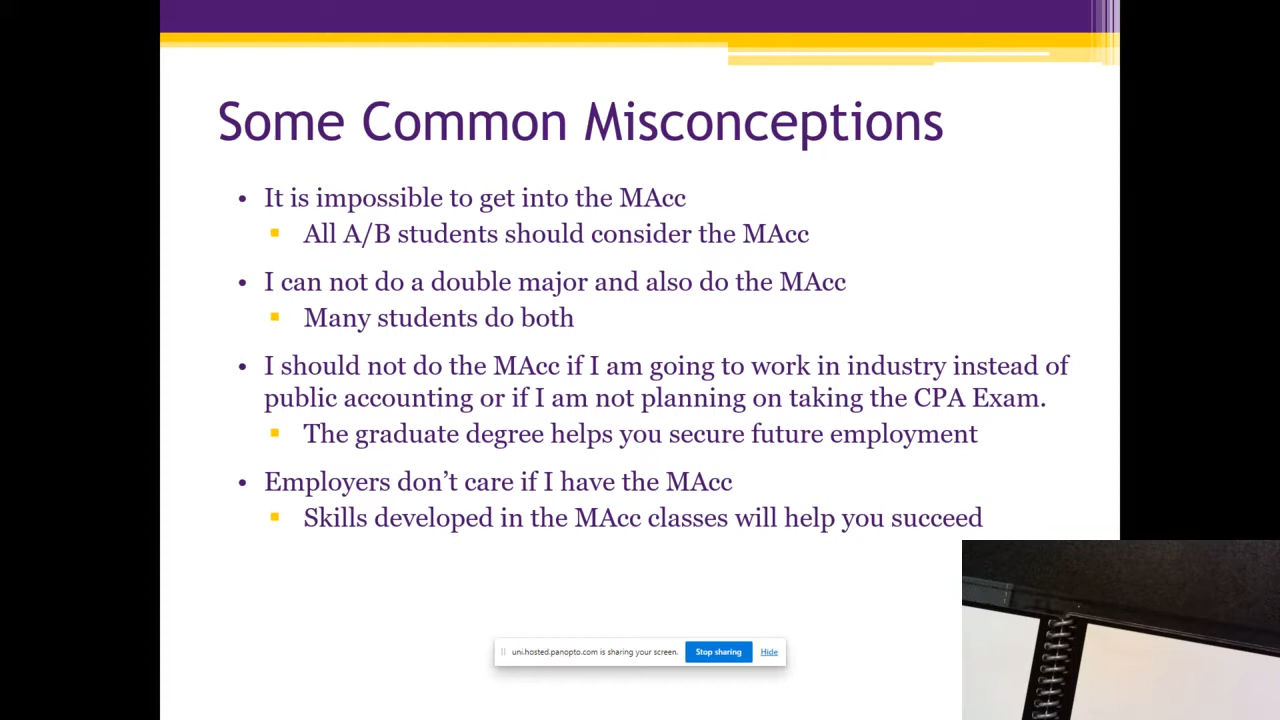 Some Common Misconceptions
• It is impossible to get into the MAcc
▪ All A/B students should consider the MAcc
• I can not do a double major and also do the MAcc
▪ Many students do both
• I should not do the MAcc if I am going to work in industry instead of
public accounting or if I am not planning on taking the CPA Exam.
▪ The graduate degree helps you secure future employment
• Employers don’t care if I have the MAcc
▪ Skills developed in the MAcc classes will help you succeed
uni.hosted.panopto.com is sharing your screen. Stop sharing Hide